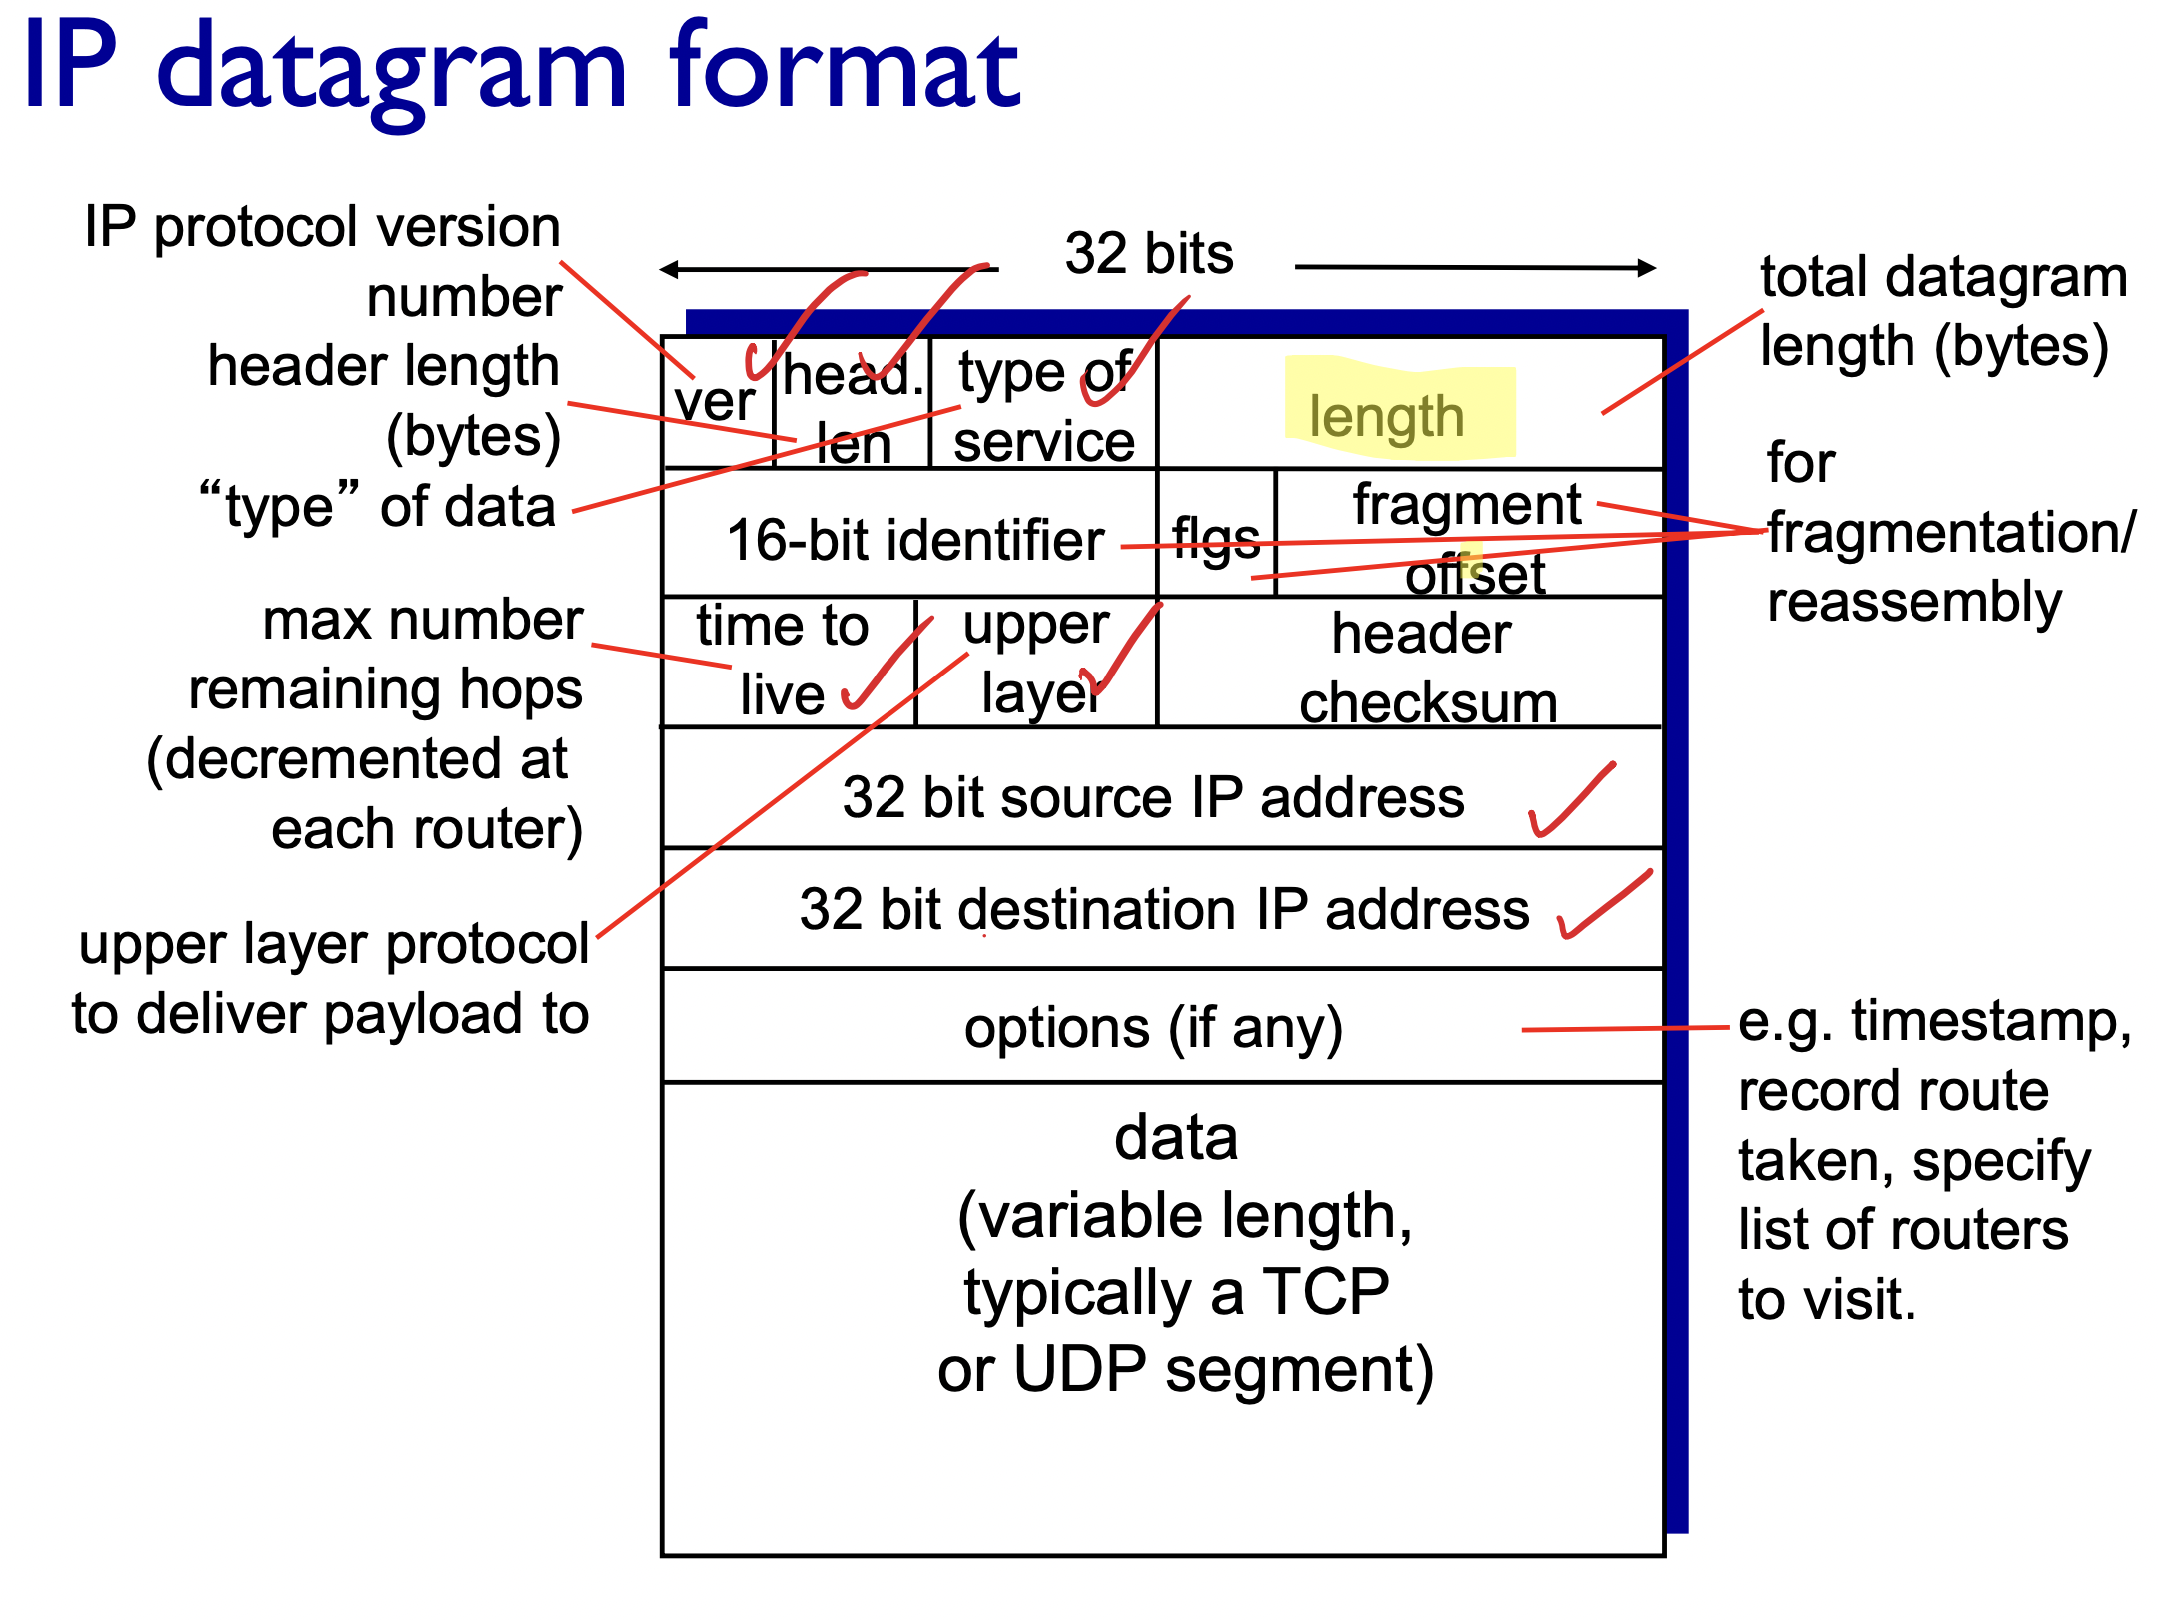 IP datagram format
IP protocol version
number
header length
(bytes)
“type” of data
max number
remaining hops
(decremented at
each router)
upper layer protocol
to deliver payload to
32 bits
ver
head.
len
type of
service
length
16-bit identifier
flgs
fragment
offset
time to
live
upper
layer
header
checksum
32 bit source IP address
32 bit destination IP address
options (if any)
data
(variable length,
typically a TCP
or UDP segment)
total datagram
length (bytes)
for
fragmentation/
reassembly
e.g. timestamp,
record route
taken, specify
list of routers
to visit.